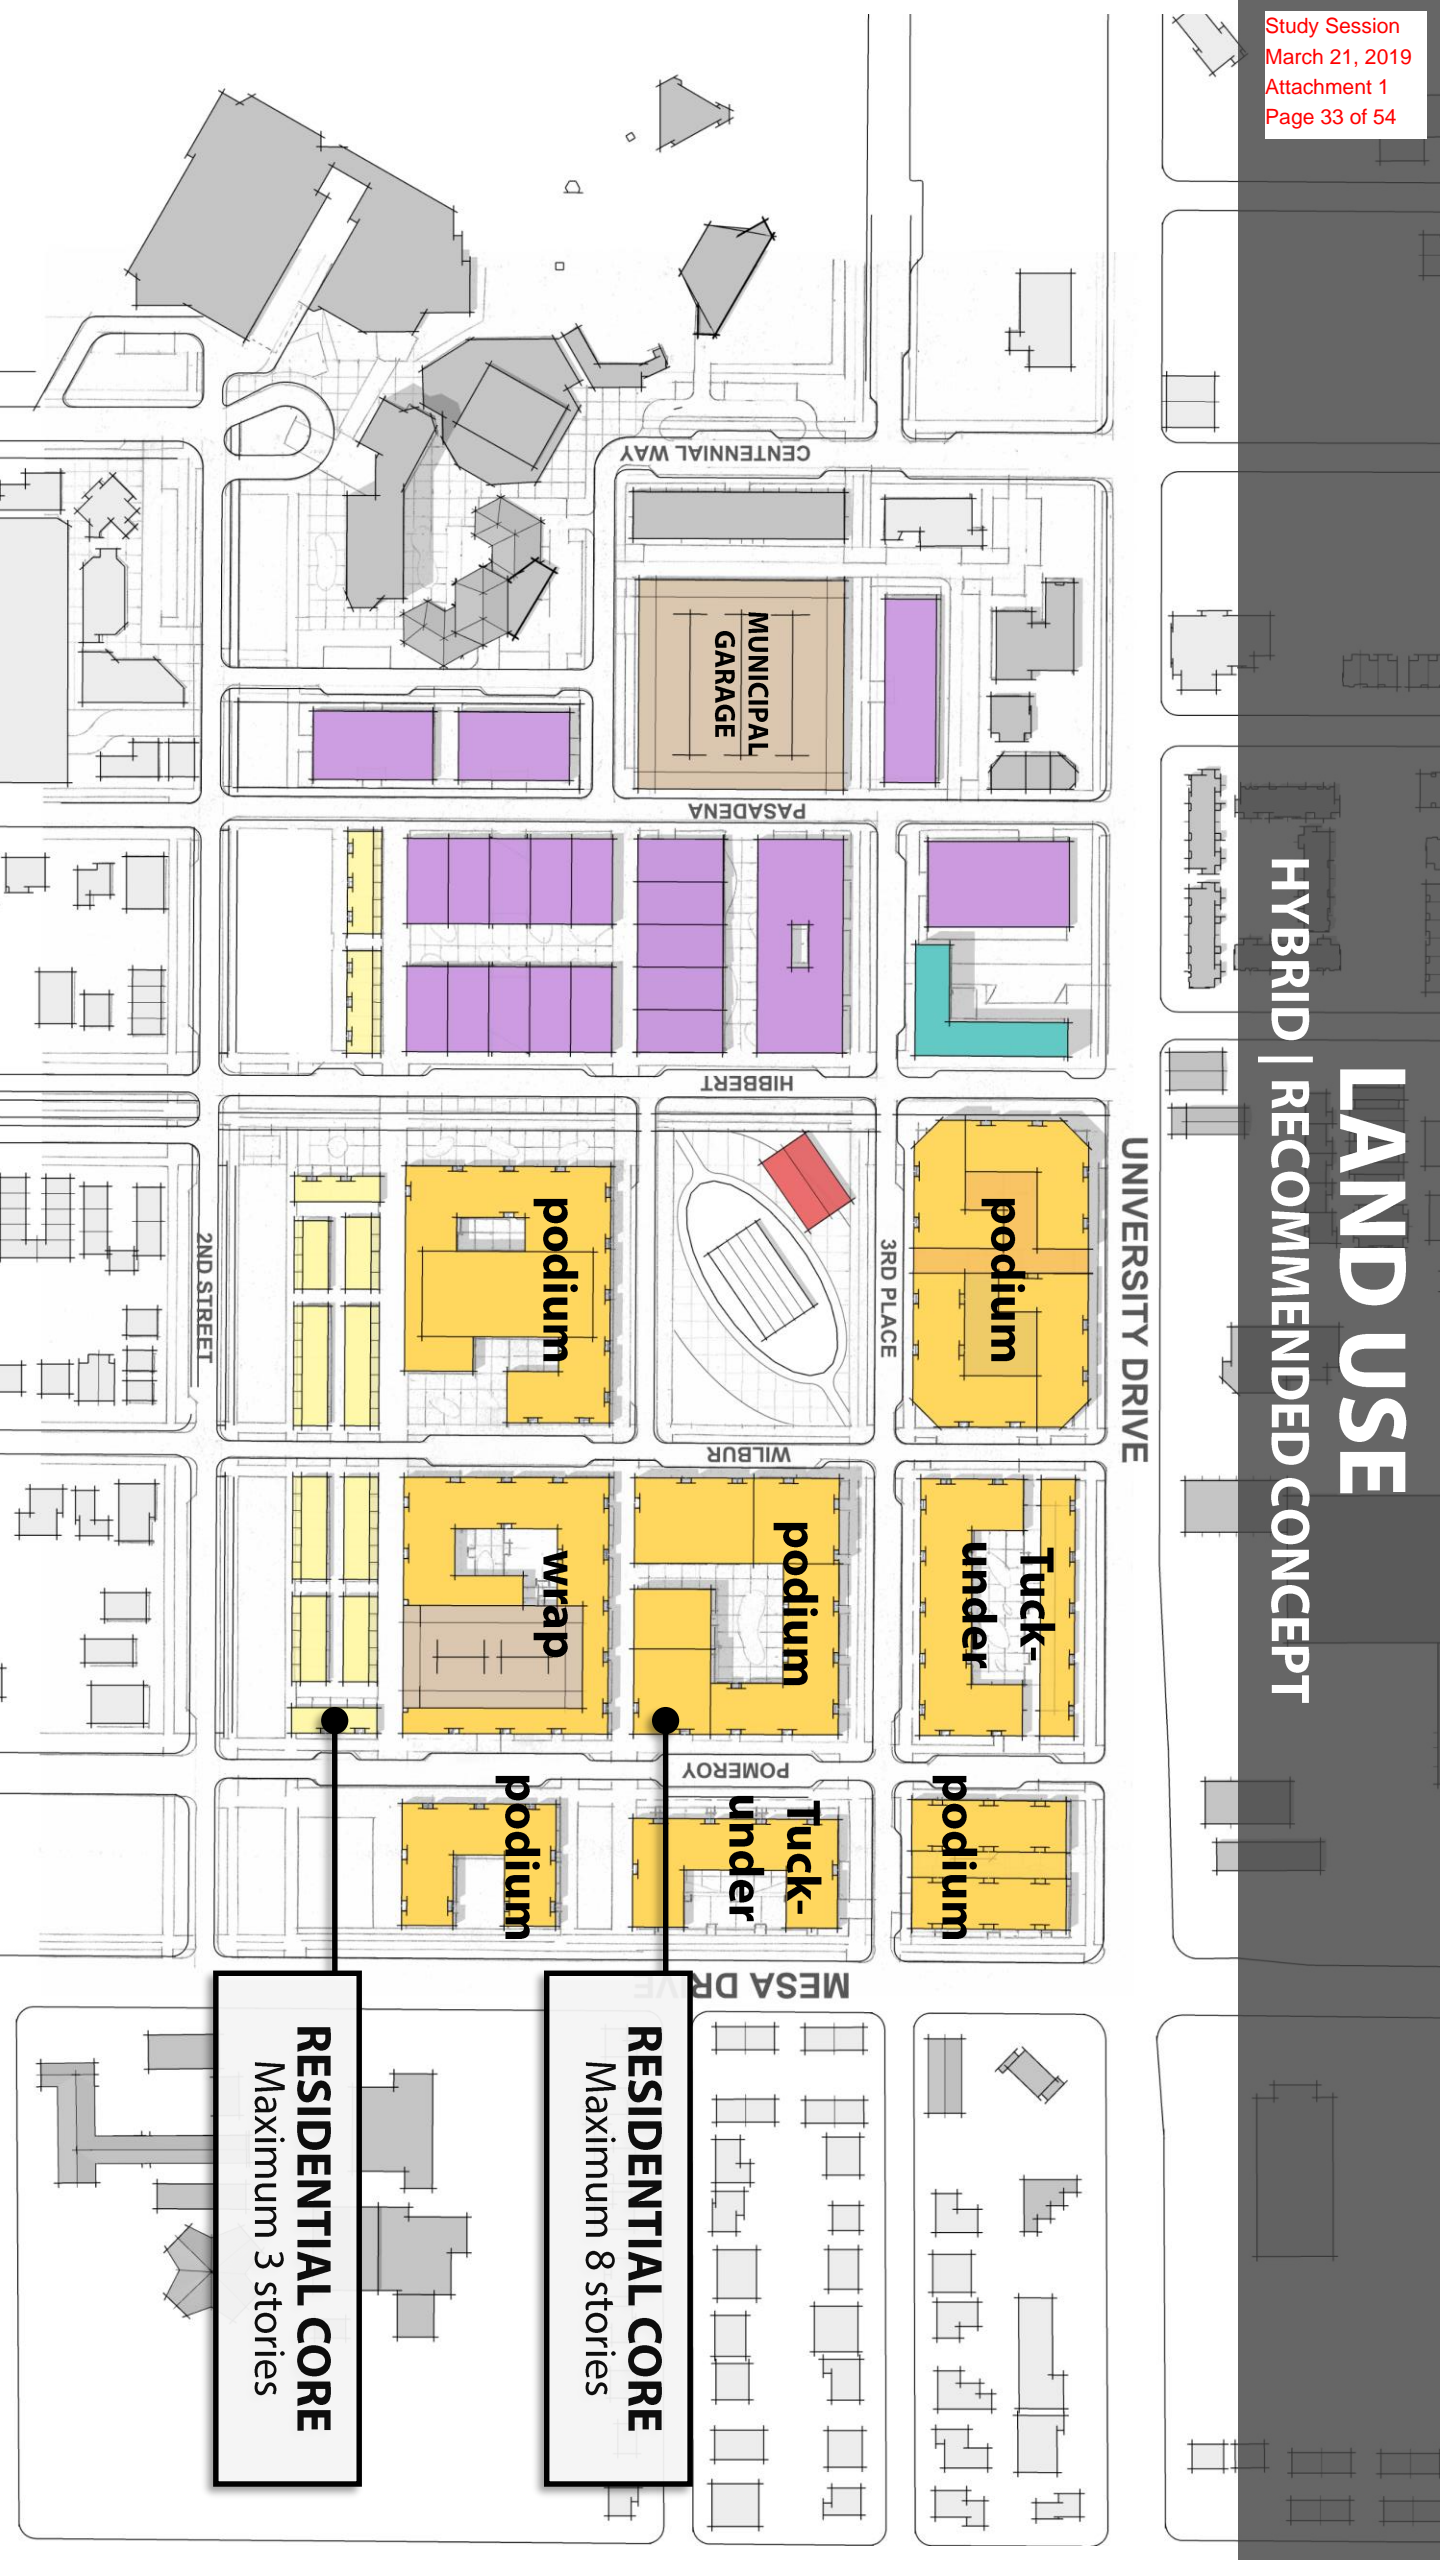 Study Session
March 21, 2019
Attachment 1
Page 33 of 54
LAND USE
HYBRID | RECOMMENDED CONCEPT
UNIVERSITY DRIVE
CENTENNIAL WAY
MUNICIPAL
GARAGE
PASADENA
HIBBERT
podium
3RD PLACE
podium
2ND STREET
WILBUR
Tuck-
under
podium
wrap
POMEROY
podium
Tuck-
under
podium
MESA DRIVE
RESIDENTIAL CORE
Maximum 8 stories
RESIDENTIAL CORE
Maximum 3 stories